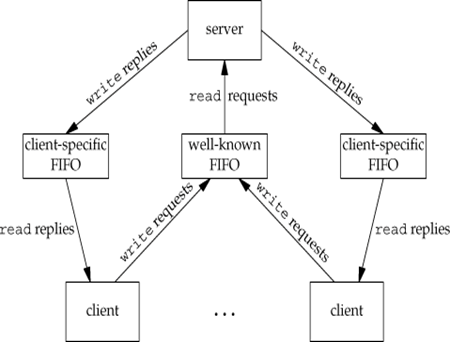 server
write replies
read requests
write replies
client-specific
FIFO
well-known
FIFO
client-specific
FIFO
read replies
write requests
write requests
read replies
client
...
client